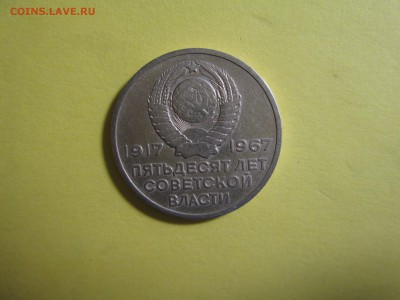 COINS.LAVE.RU
1917 1967
ПЯТЬДЕСЯТ ЛЕТ
СОВЕТСКОЙ
ВЛАСТИ